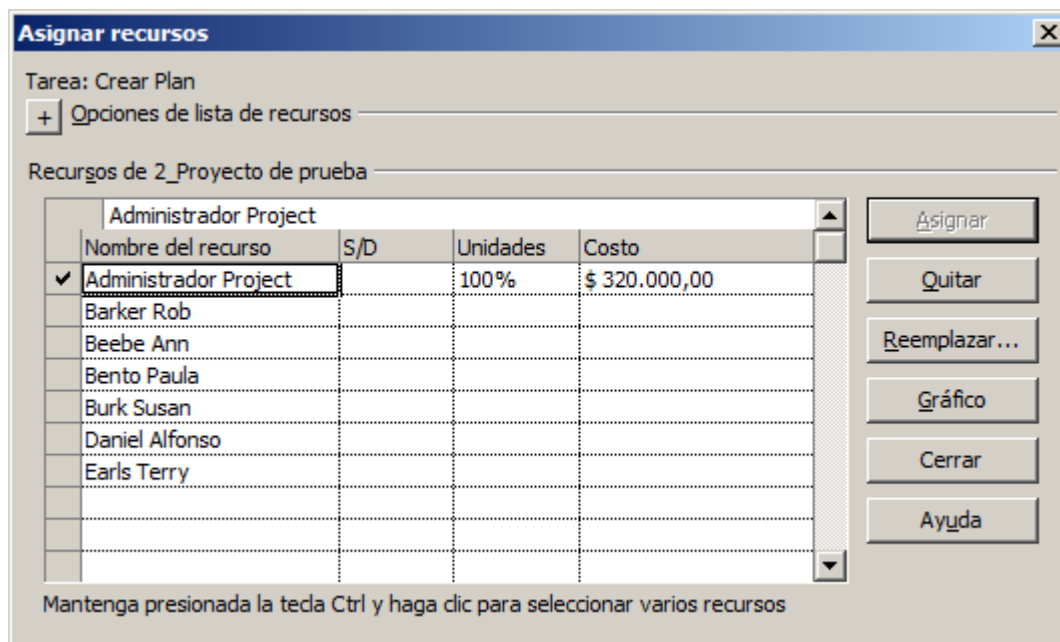 Asignar recursos
Tarea: Crear Plan
+ Opciones de lista de recursos
Recursos de 2_Proyecto de prueba
Administrador Project
Asignar
Nombre del recurso S/D Unidades Costo
Administrador Project 100% $ 320.000,00
Quitar
Barker Rob
Beebe Ann
Reemplazar...
Bento Paula
Burk Susan
Gráfico
Daniel Alfonso
Earls Terry
Cerrar
Ayuda
Mantenga presionada la tecla Ctrl y haga clic para seleccionar varios recursos